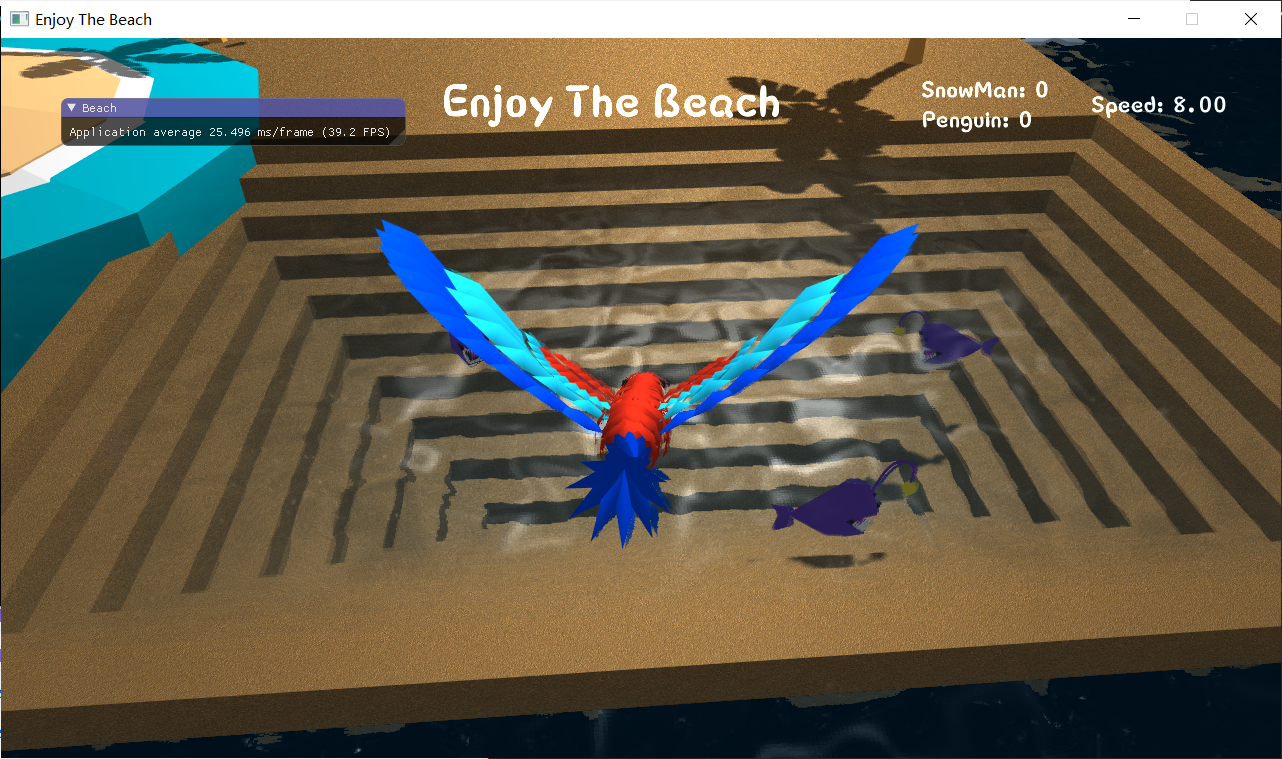 Enjoy The Beach
Beach
Application average 25.496 ms/frame (39.2 FPS)
Enjoy The Beach
SnowMan: 0
Penguin: 0
Speed: 8.00